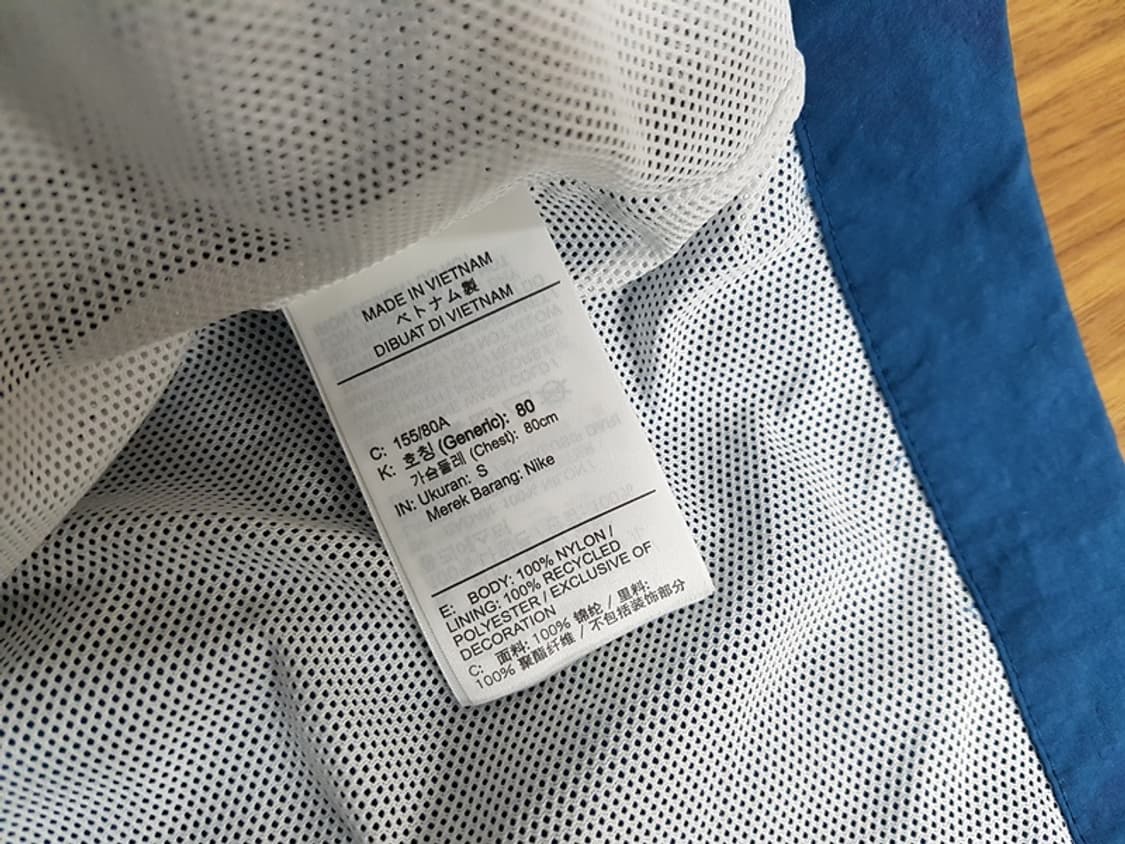 MADE IN VIETNAM
ベトナム製
DIBUAT DI VIETNAM
C: 155/80A
K: 호칭 (Generic): 80
가슴둘레 (Chest): 80cm
IN: Ukuran: S
Merek Barang: Nike
E: BODY: 100% NYLON /
LINING: 100% RECYCLED
POLYESTER / EXCLUSIVE OF
DECORATION
C: 面料: 100% 锦纶 / 里料:
100% 聚酯纤维 / 不包括装饰部分